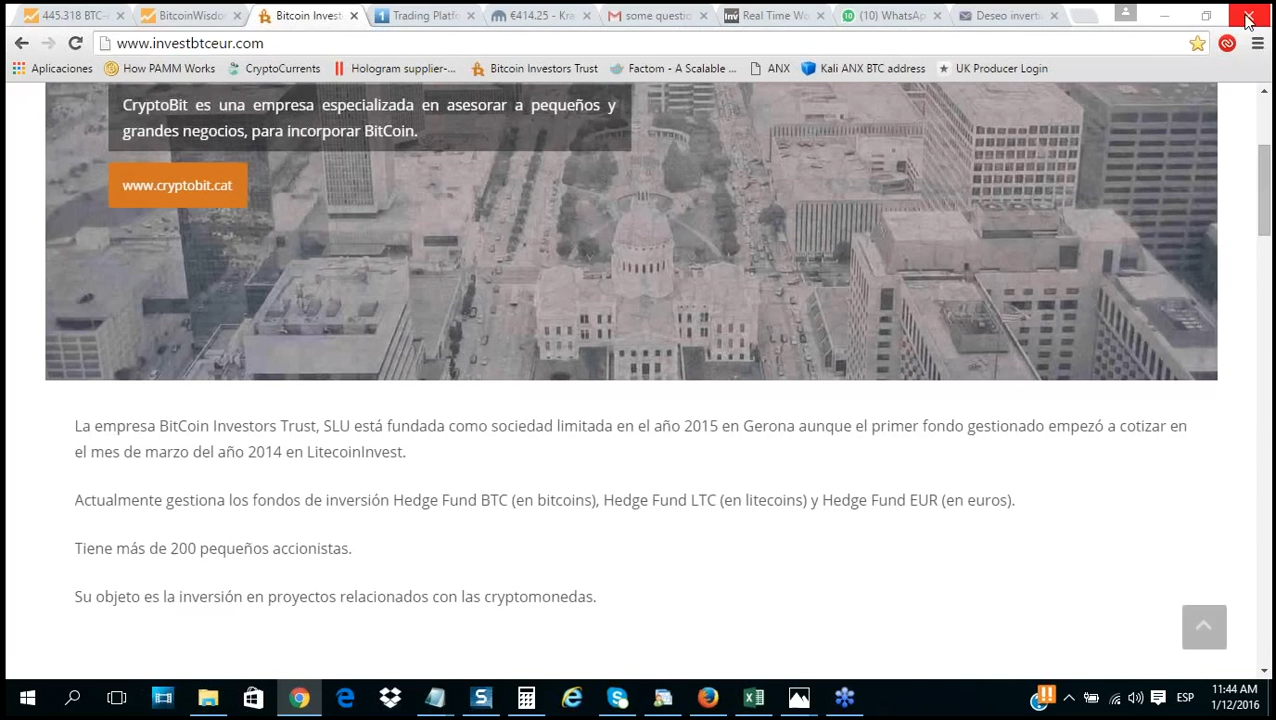 445.318 BTC-
BitcoinWisdo
Bitcoin Invest
Trading Platfo
€414.25 - Kra
some questio
Real Time Wo
(10) WhatsAp
Deseo inverti
www.investbtceur.com
Aplicaciones
How PAMM Works
CryptoCurrents
Hologram supplier-...
Bitcoin Investors Trust
Factom - A Scalable ...
ANX
Kali ANX BTC address
UK Producer Login
CryptoBit es una empresa especializada en asesorar a pequeños y
grandes negocios, para incorporar BitCoin.
www.cryptobit.cat
La empresa BitCoin Investors Trust, SLU está fundada como sociedad limitada en el año 2015 en Gerona aunque el primer fondo gestionado empezó a cotizar en
el mes de marzo del año 2014 en LitecoinInvest.
Actualmente gestiona los fondos de inversión Hedge Fund BTC (en bitcoins), Hedge Fund LTC (en litecoins) y Hedge Fund EUR (en euros).
Tiene más de 200 pequeños accionistas.
Su objeto es la inversión en proyectos relacionados con las cryptomonedas.
ESP
11:44 AM
1/12/2016